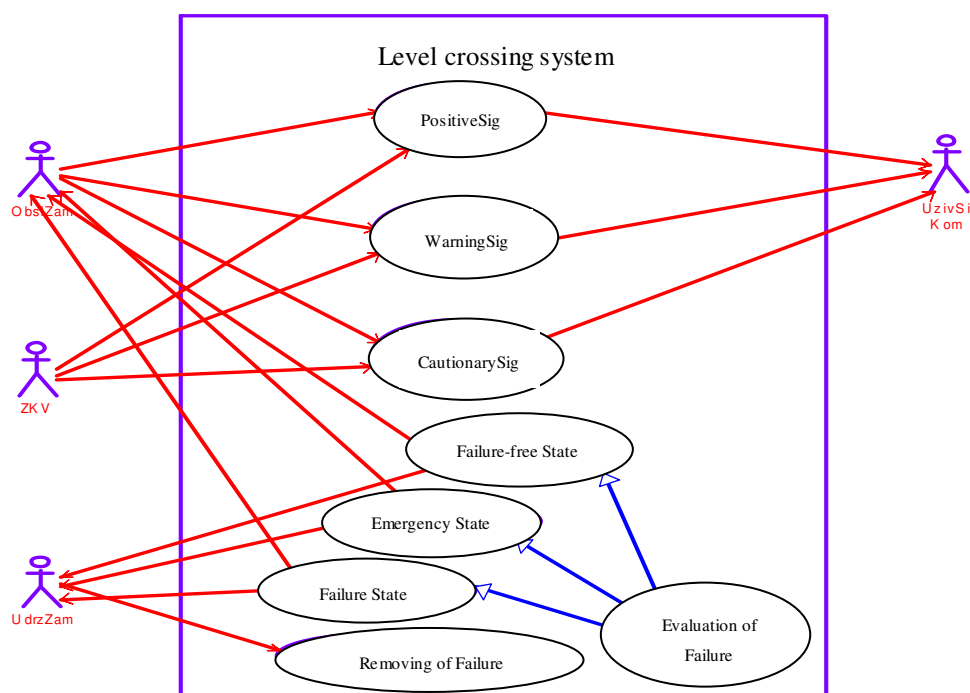 Level crossing system
PositiveSig
ObslZam
UzivSi
Kom
WarningSig
CautionarySig
ZKV
Failure-free State
Emergency State
Failure State
UdrzZam
Evaluation of
Failure
Removing of Failure